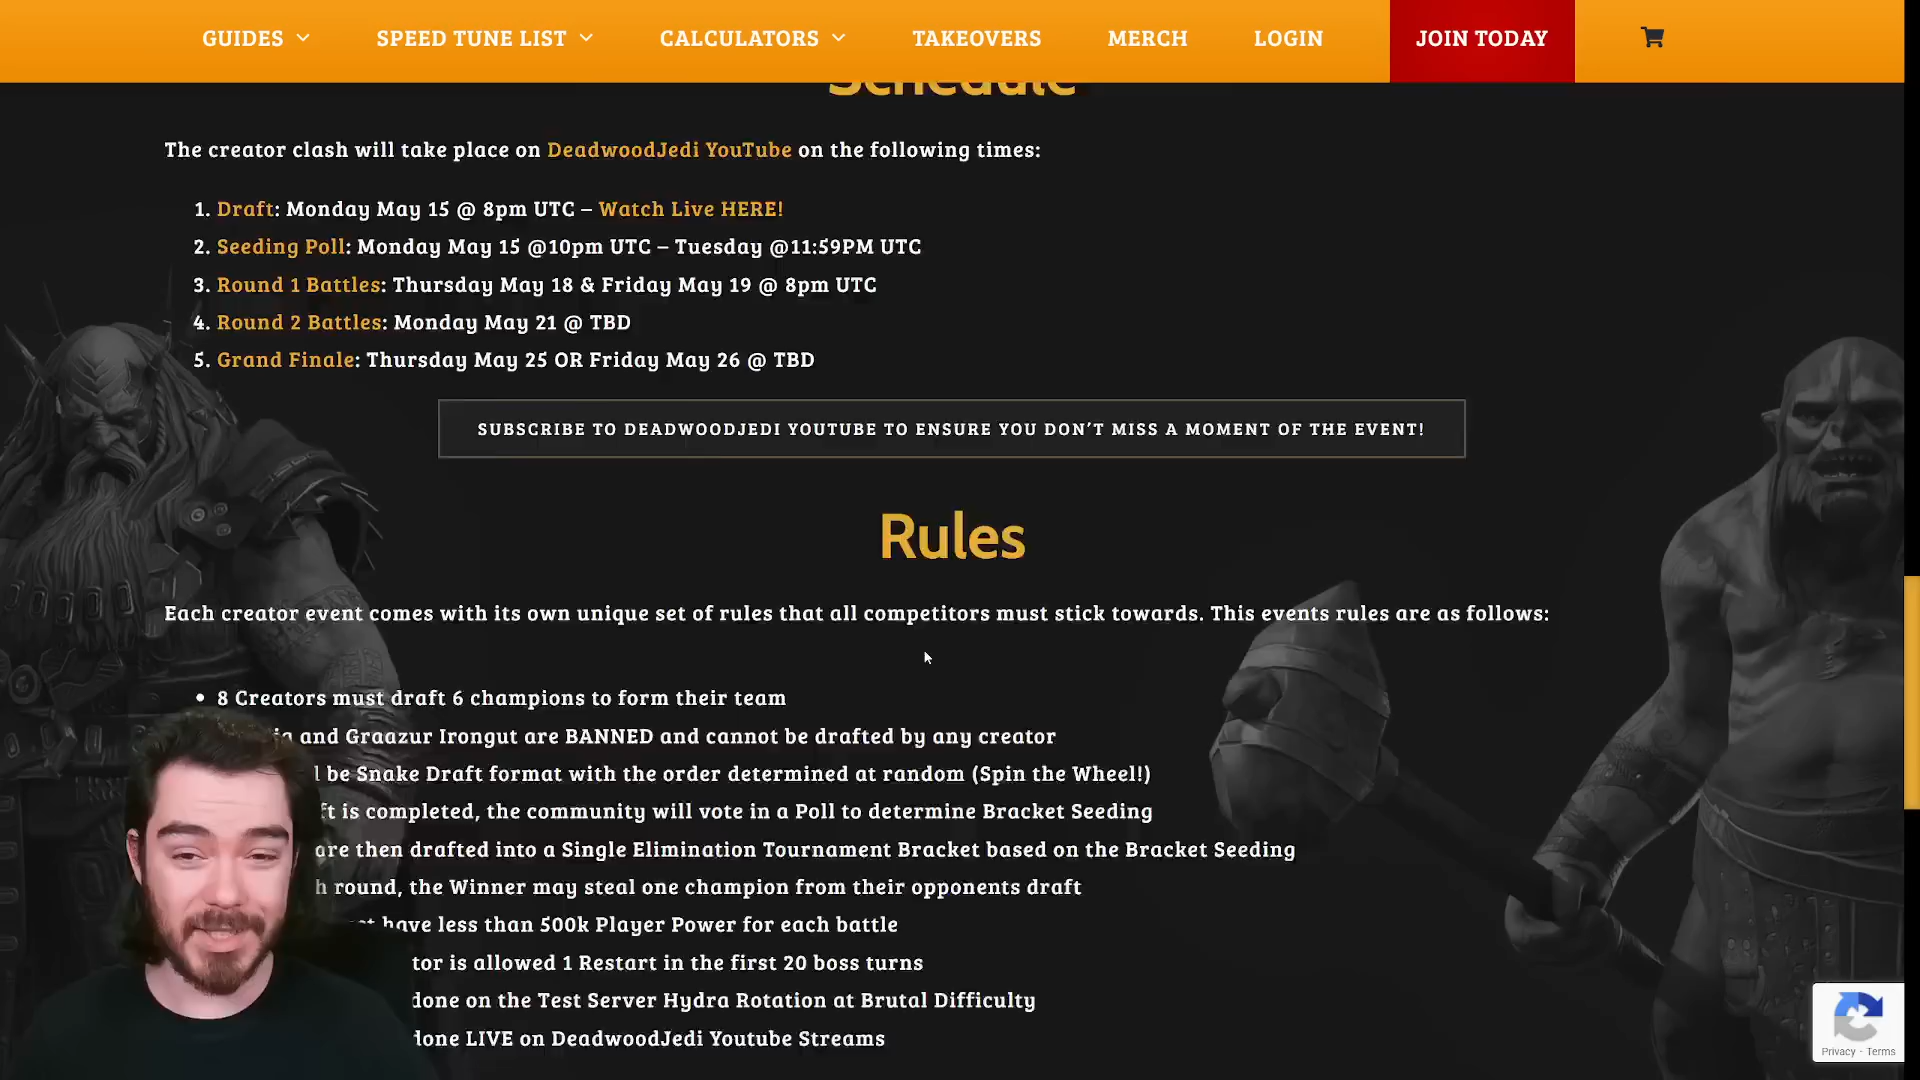 GUIDES SPEED TUNE LIST CALCULATORS TAKEOVERS MERCH LOGIN JOIN TODAY
Schedule
The creator clash will take place on DeadwoodJedi YouTube on the following times:
1. Draft: Monday May 15 @ 8pm UTC – Watch Live HERE!
2. Seeding Poll: Monday May 15 @10pm UTC – Tuesday @11:59PM UTC
3. Round 1 Battles: Thursday May 18 & Friday May 19 @ 8pm UTC
4. Round 2 Battles: Monday May 21 @ TBD
5. Grand Finale: Thursday May 25 OR Friday May 26 @ TBD
SUBSCRIBE TO DEADWOODJEDI YOUTUBE TO ENSURE YOU DON'T MISS A MOMENT OF THE EVENT!
Rules
Each creator event comes with its own unique set of rules that all competitors must stick towards. This events rules are as follows:
• 8 Creators must draft 6 champions to form their team
and Graazur Irongut are BANNED and cannot be drafted by any creator
be Snake Draft format with the order determined at random (Spin the Wheel!)
is completed, the community will vote in a Poll to determine Bracket Seeding
are then drafted into a Single Elimination Tournament Bracket based on the Bracket Seeding
round, the Winner may steal one champion from their opponents draft
have less than 500k Player Power for each battle
is allowed 1 Restart in the first 20 boss turns
done on the Test Server Hydra Rotation at Brutal Difficulty
done LIVE on DeadwoodJedi Youtube Streams
Privacy - Terms